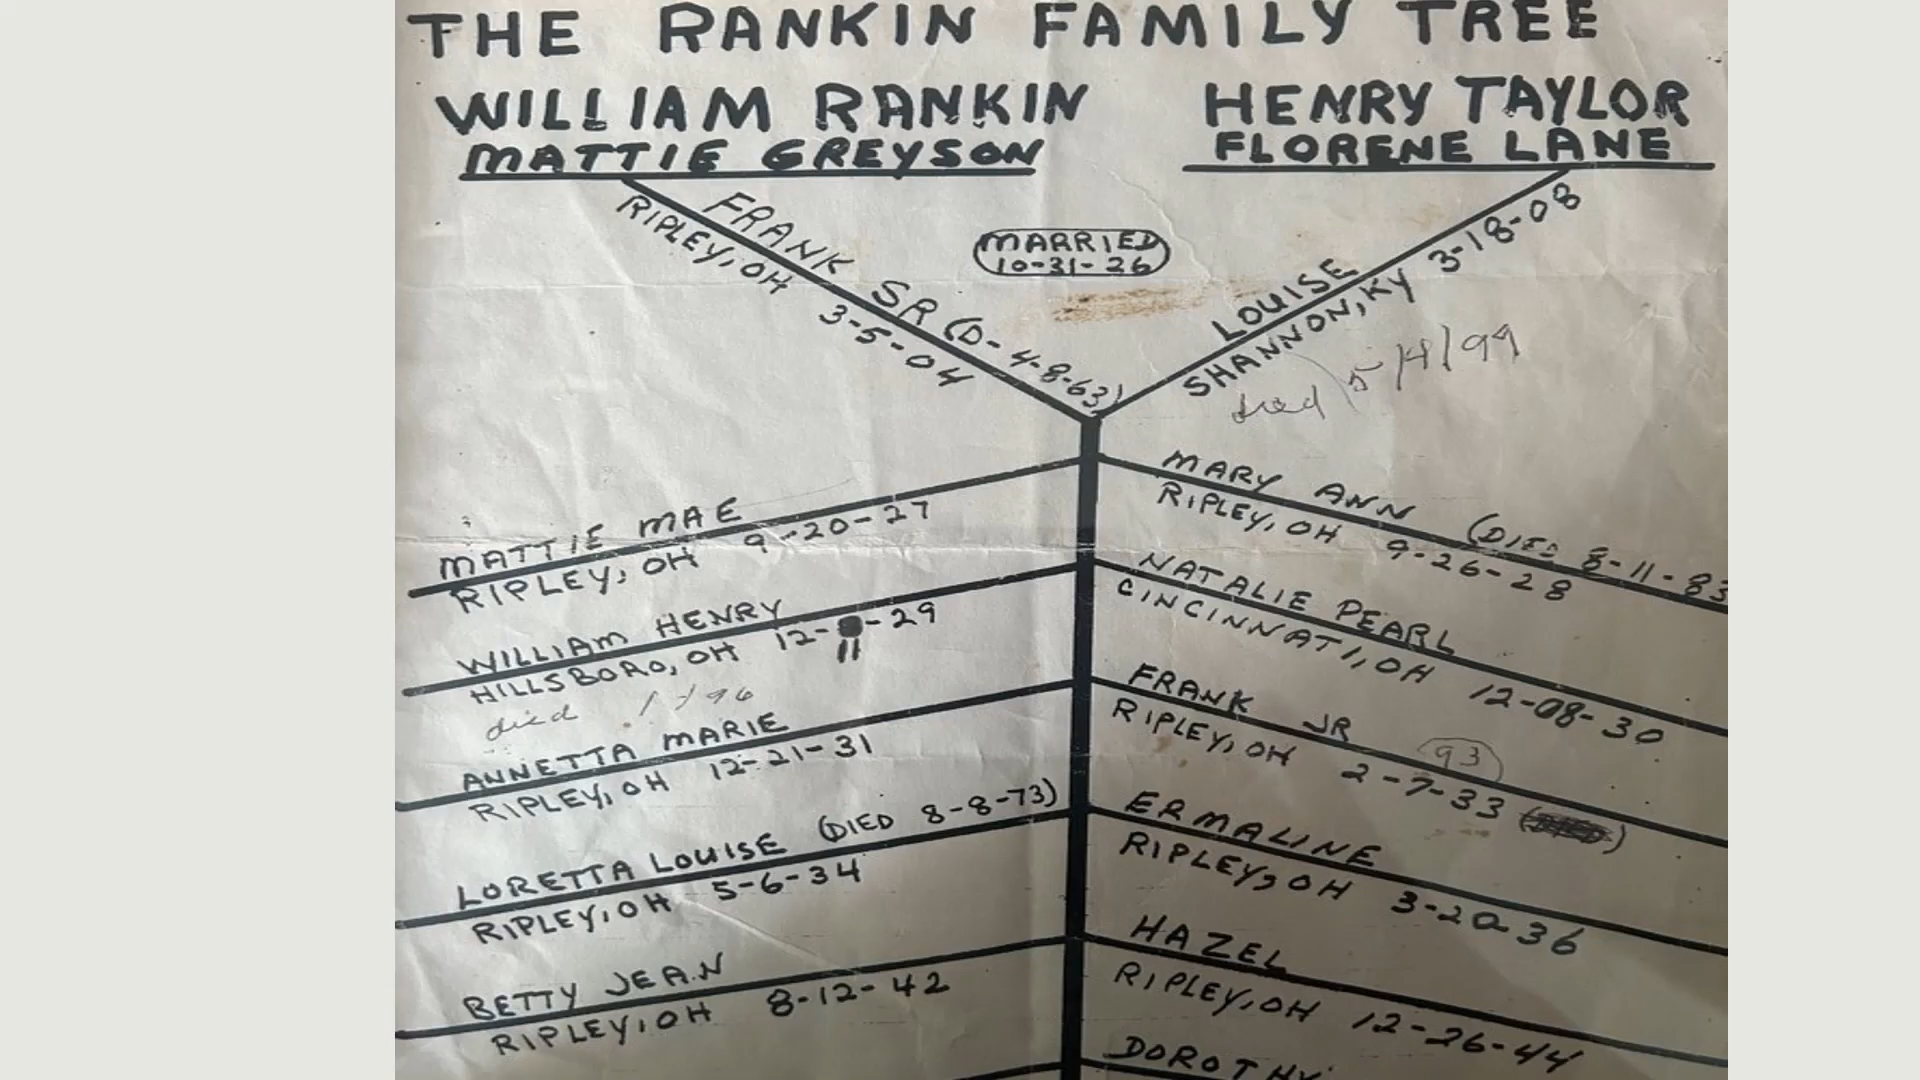 THE RANKIN FAMILY TREE
WILLIAM RANKIN
MATTIE GREYSON
HENRY TAYLOR
FLORENE LANE
FRANK SR (D-4-8-63)
RIPLEY, OH 3-5-04
MARRIED
10-31-26
LOUISE
SHANNON, KY 3-18-08
died 5/4/99
MATTIE MAE
RIPLEY, OH 9-20-27
MARY ANN (DIED 8-11-83
RIPLEY, OH 9-26-28
WILLIAM HENRY
HILLSBORO, OH 12-11-29
died
NATALIE PEARL
CINCINNATI, OH 12-08-30
ANNETTA MARIE
RIPLEY, OH 12-21-31
FRANK JR
93
RIPLEY, OH 2-7-33
LORETTA LOUISE (DIED 8-8-73)
RIPLEY, OH 5-6-34
ERMALINE
RIPLEY, OH 3-20-36
BETTY JEAN
RIPLEY, OH 8-12-42
HAZEL
RIPLEY, OH 12-26-44
DOROTHY